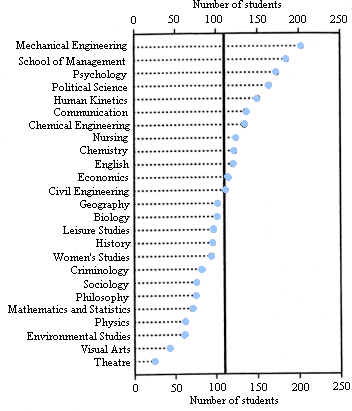 Number of students
0 50 100 150 200 250
Mechanical Engineering
School of Management
Psychology
Political Science
Human Kinetics
Communication
Chemical Engineering
Nursing
Chemistry
English
Economics
Civil Engineering
Geography
Biology
Leisure Studies
History
Women's Studies
Criminology
Sociology
Philosophy
Mathematics and Statistics
Physics
Environmental Studies
Visual Arts
Theatre
0 50 100 150 200 250
Number of students